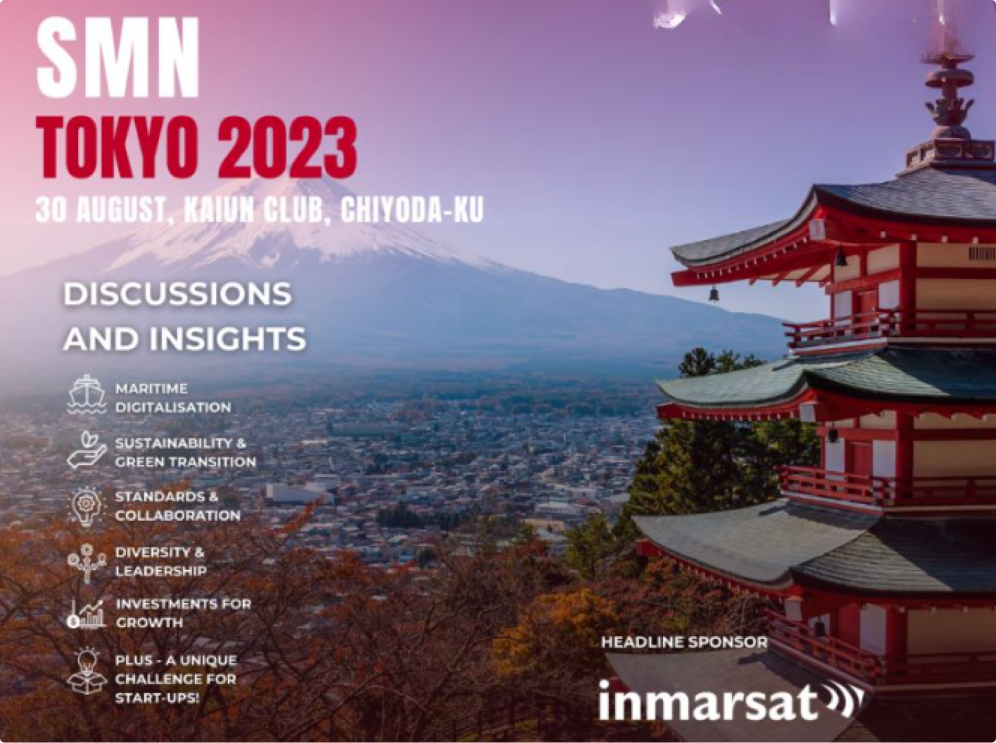 SMN
TOKYO 2023
30 AUGUST, KAIUN CLUB, CHIYODA-KU
DISCUSSIONS
AND INSIGHTS
MARITIME
DIGITALISATION
SUSTAINABILITY &
GREEN TRANSITION
STANDARDS &
COLLABORATION
DIVERSITY &
LEADERSHIP
INVESTMENTS FOR
GROWTH
PLUS - A UNIQUE
CHALLENGE FOR
START-UPS!
HEADLINE SPONSOR
inmarsat